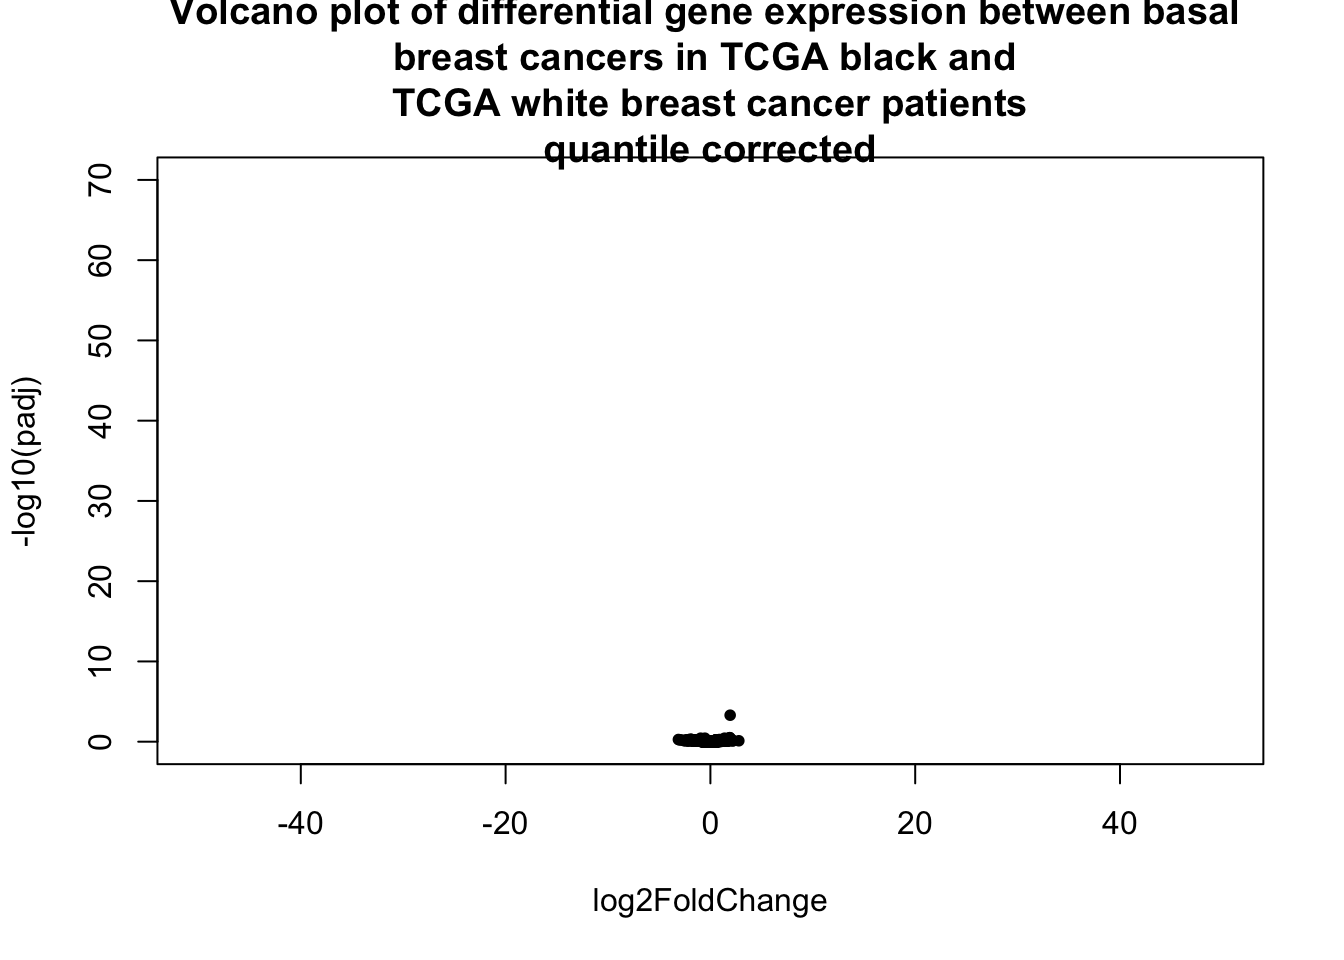 Volcano plot of differential gene expression between basal
breast cancers in TCGA black and
TCGA white breast cancer patients
quantile corrected
70
60
50
40
30
20
10
0
-log10(padj)
-40 -20 0 20 40
log2FoldChange